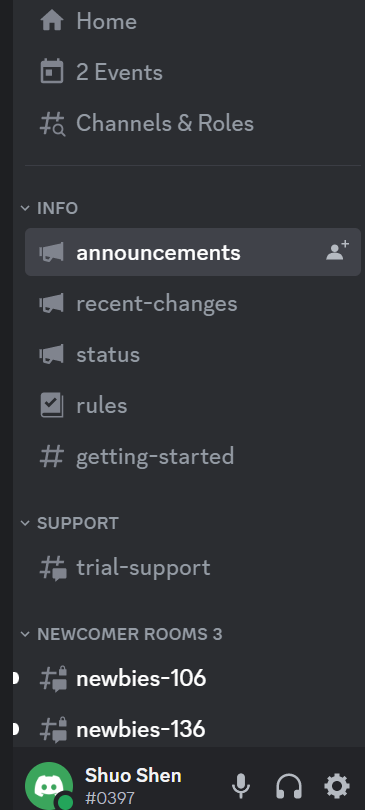 Home
2 Events
Channels & Roles
INFO
announcements
recent-changes
status
rules
getting-started
SUPPORT
trial-support
NEWCOMER ROOMS 3
newbies-106
newbies-136
Shuo Shen
#0397